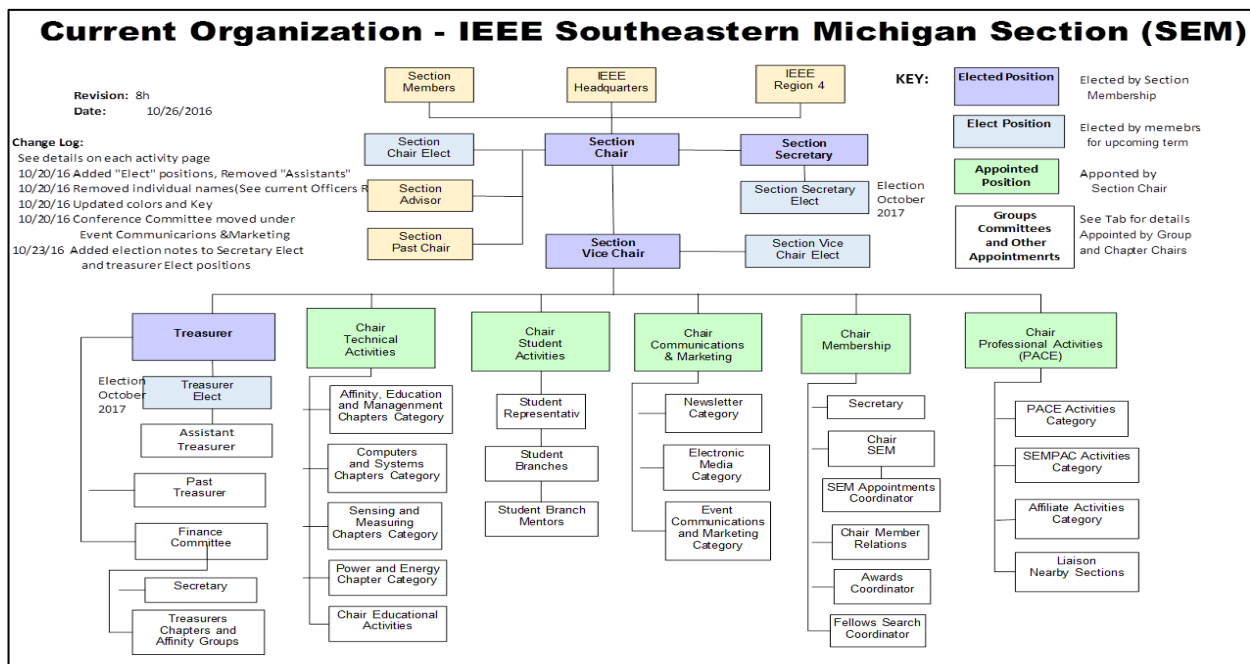 Current Organization - IEEE Southeastern Michigan Section (SEM)
Revision: 8h
Date: 10/26/2016
Change Log:
See details on each activity page
10/20/16 Added "Elect" positions, Removed "Assistants"
10/20/16 Removed individual names(See current Officers R
10/20/16 Updated colors and Key
10/20/16 Conference Committee moved under
Event Communicarions &Marketing
10/23/16 Added election notes to Secretary Elect
and treasurer Elect positions
Section
Members
IEEE
Headquarters
IEEE
Region 4
KEY:
Elected Position
Elected by Section
Membership
Elect Position
Elected by memebrs
for upcoming term
Appointed
Position
Apponted by
Section Chair
Groups
Committees
and Other
Appointmenrts
See Tab for details
Appointed by Group
and Chapter Chairs
Section
Chair Elect
Section
Chair
Section
Secretary
Section
Advisor
Section Secretary
Elect
Election
October
2017
Section
Past Chair
Section
Vice Chair
Section Vice
Chair Elect
Treasurer
Election
October
2017
Treasurer
Elect
Assistant
Treasurer
Past
Treasurer
Finance
Committee
Secretary
Treasurers
Chapters and
Affinity Groups
Chair
Technical
Activities
Affinity, Education
and Management
Chapters Category
Computers
and Systems
Chapters Category
Sensing and
Measuring
Chapters Category
Power and Energy
Chapter Category
Chair Educational
Activities
Chair
Student
Activities
Student
Representativ
Student
Branches
Student Branch
Mentors
Chair
Communications
& Marketing
Newsletter
Category
Electronic
Media
Category
Event
Communications
and Marketing
Category
Chair
Membership
Secretary
Chair
SEM
SEM Appointments
Coordinator
Chair Member
Relations
Awards
Coordinator
Fellows Search
Coordinator
Chair
Professional Activities
(PACE)
PACE Activities
Category
SEMPAC Activities
Category
Affiliate Activities
Category
Liaison
Nearby Sections